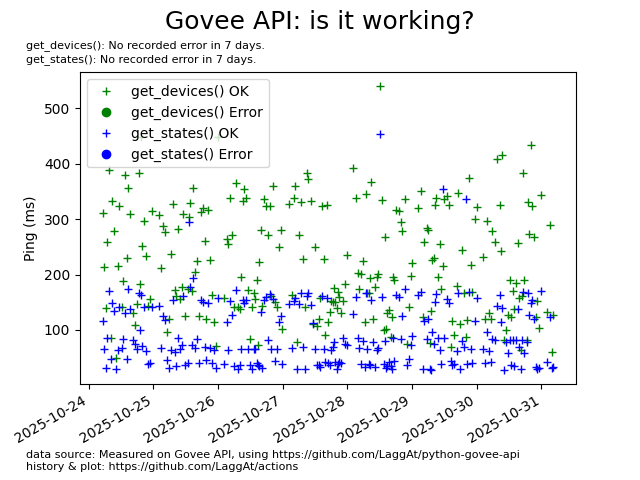 Govee API: is it working?
get_devices(): No recorded error in 7 days.
get_states(): No recorded error in 7 days.
get_devices() OK
get_devices() Error
get_states() OK
get_states() Error
Ping (ms)
500
400
300
200
100
2025-10-24
2025-10-25
2025-10-26
2025-10-27
2025-10-28
2025-10-29
2025-10-30
2025-10-31
data source: Measured on Govee API, using https://github.com/LaggAt/python-govee-api
history & plot: https://github.com/LaggAt/actions